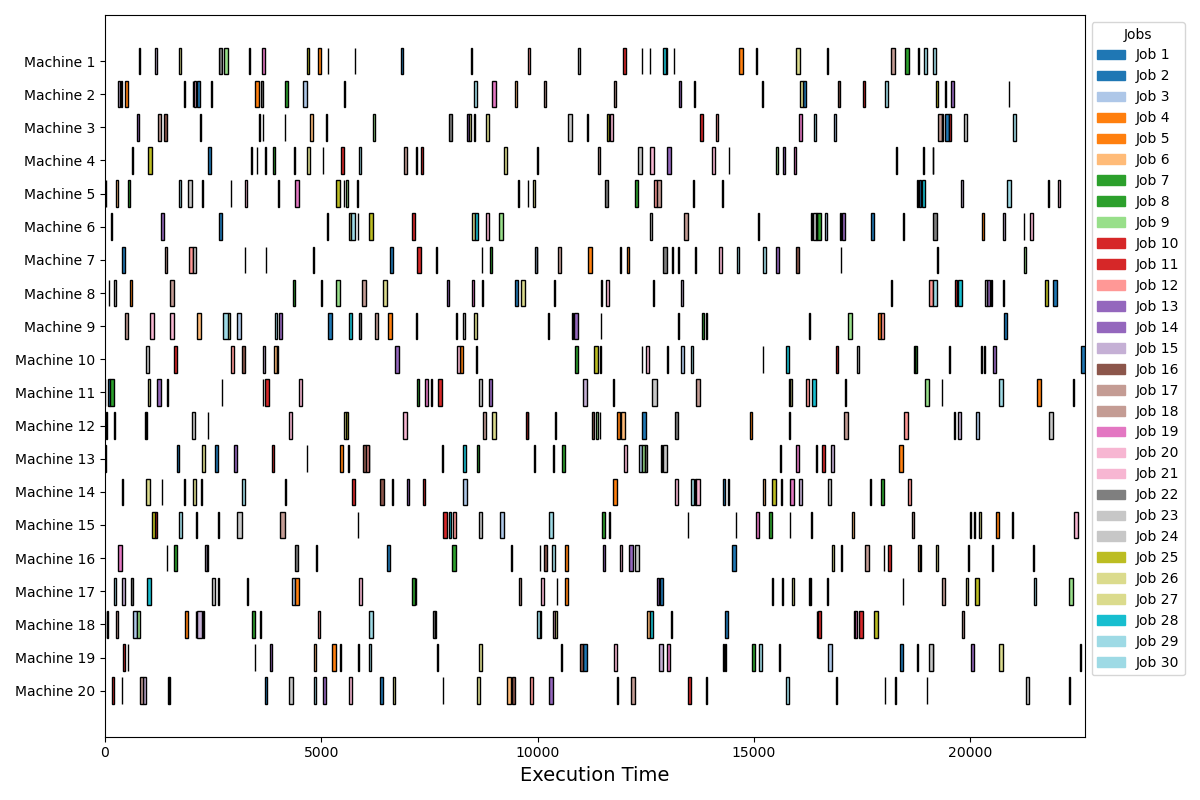 Machine 1
Machine 2
Machine 3
Machine 4
Machine 5
Machine 6
Machine 7
Machine 8
Machine 9
Machine 10
Machine 11
Machine 12
Machine 13
Machine 14
Machine 15
Machine 16
Machine 17
Machine 18
Machine 19
Machine 20
0 5000 10000 15000 20000
Execution Time
Jobs
Job 1
Job 2
Job 3
Job 4
Job 5
Job 6
Job 7
Job 8
Job 9
Job 10
Job 11
Job 12
Job 13
Job 14
Job 15
Job 16
Job 17
Job 18
Job 19
Job 20
Job 21
Job 22
Job 23
Job 24
Job 25
Job 26
Job 27
Job 28
Job 29
Job 30